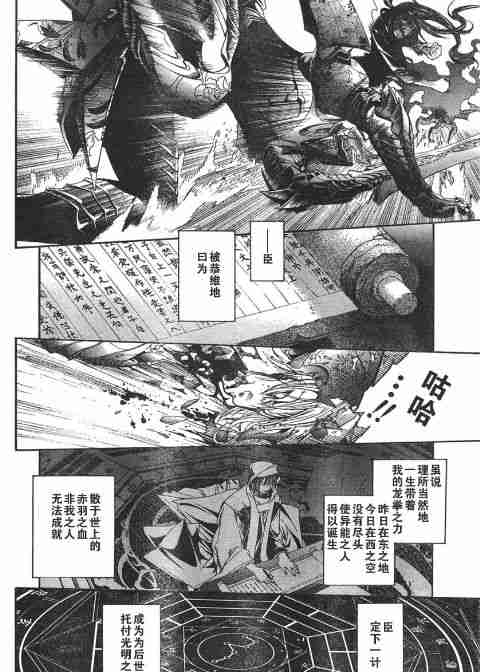 ——臣
被恭维地
曰为
咕哈
……!!
虽说
理所当然地
一生带着
我的龙拳之力
昨日在东之地
今日在西之空
没有尽头
使异能之人
得以诞生
散于世上的
赤羽之血
非我之人
无法成就
臣
定下一计
成为为后世
托付光明之